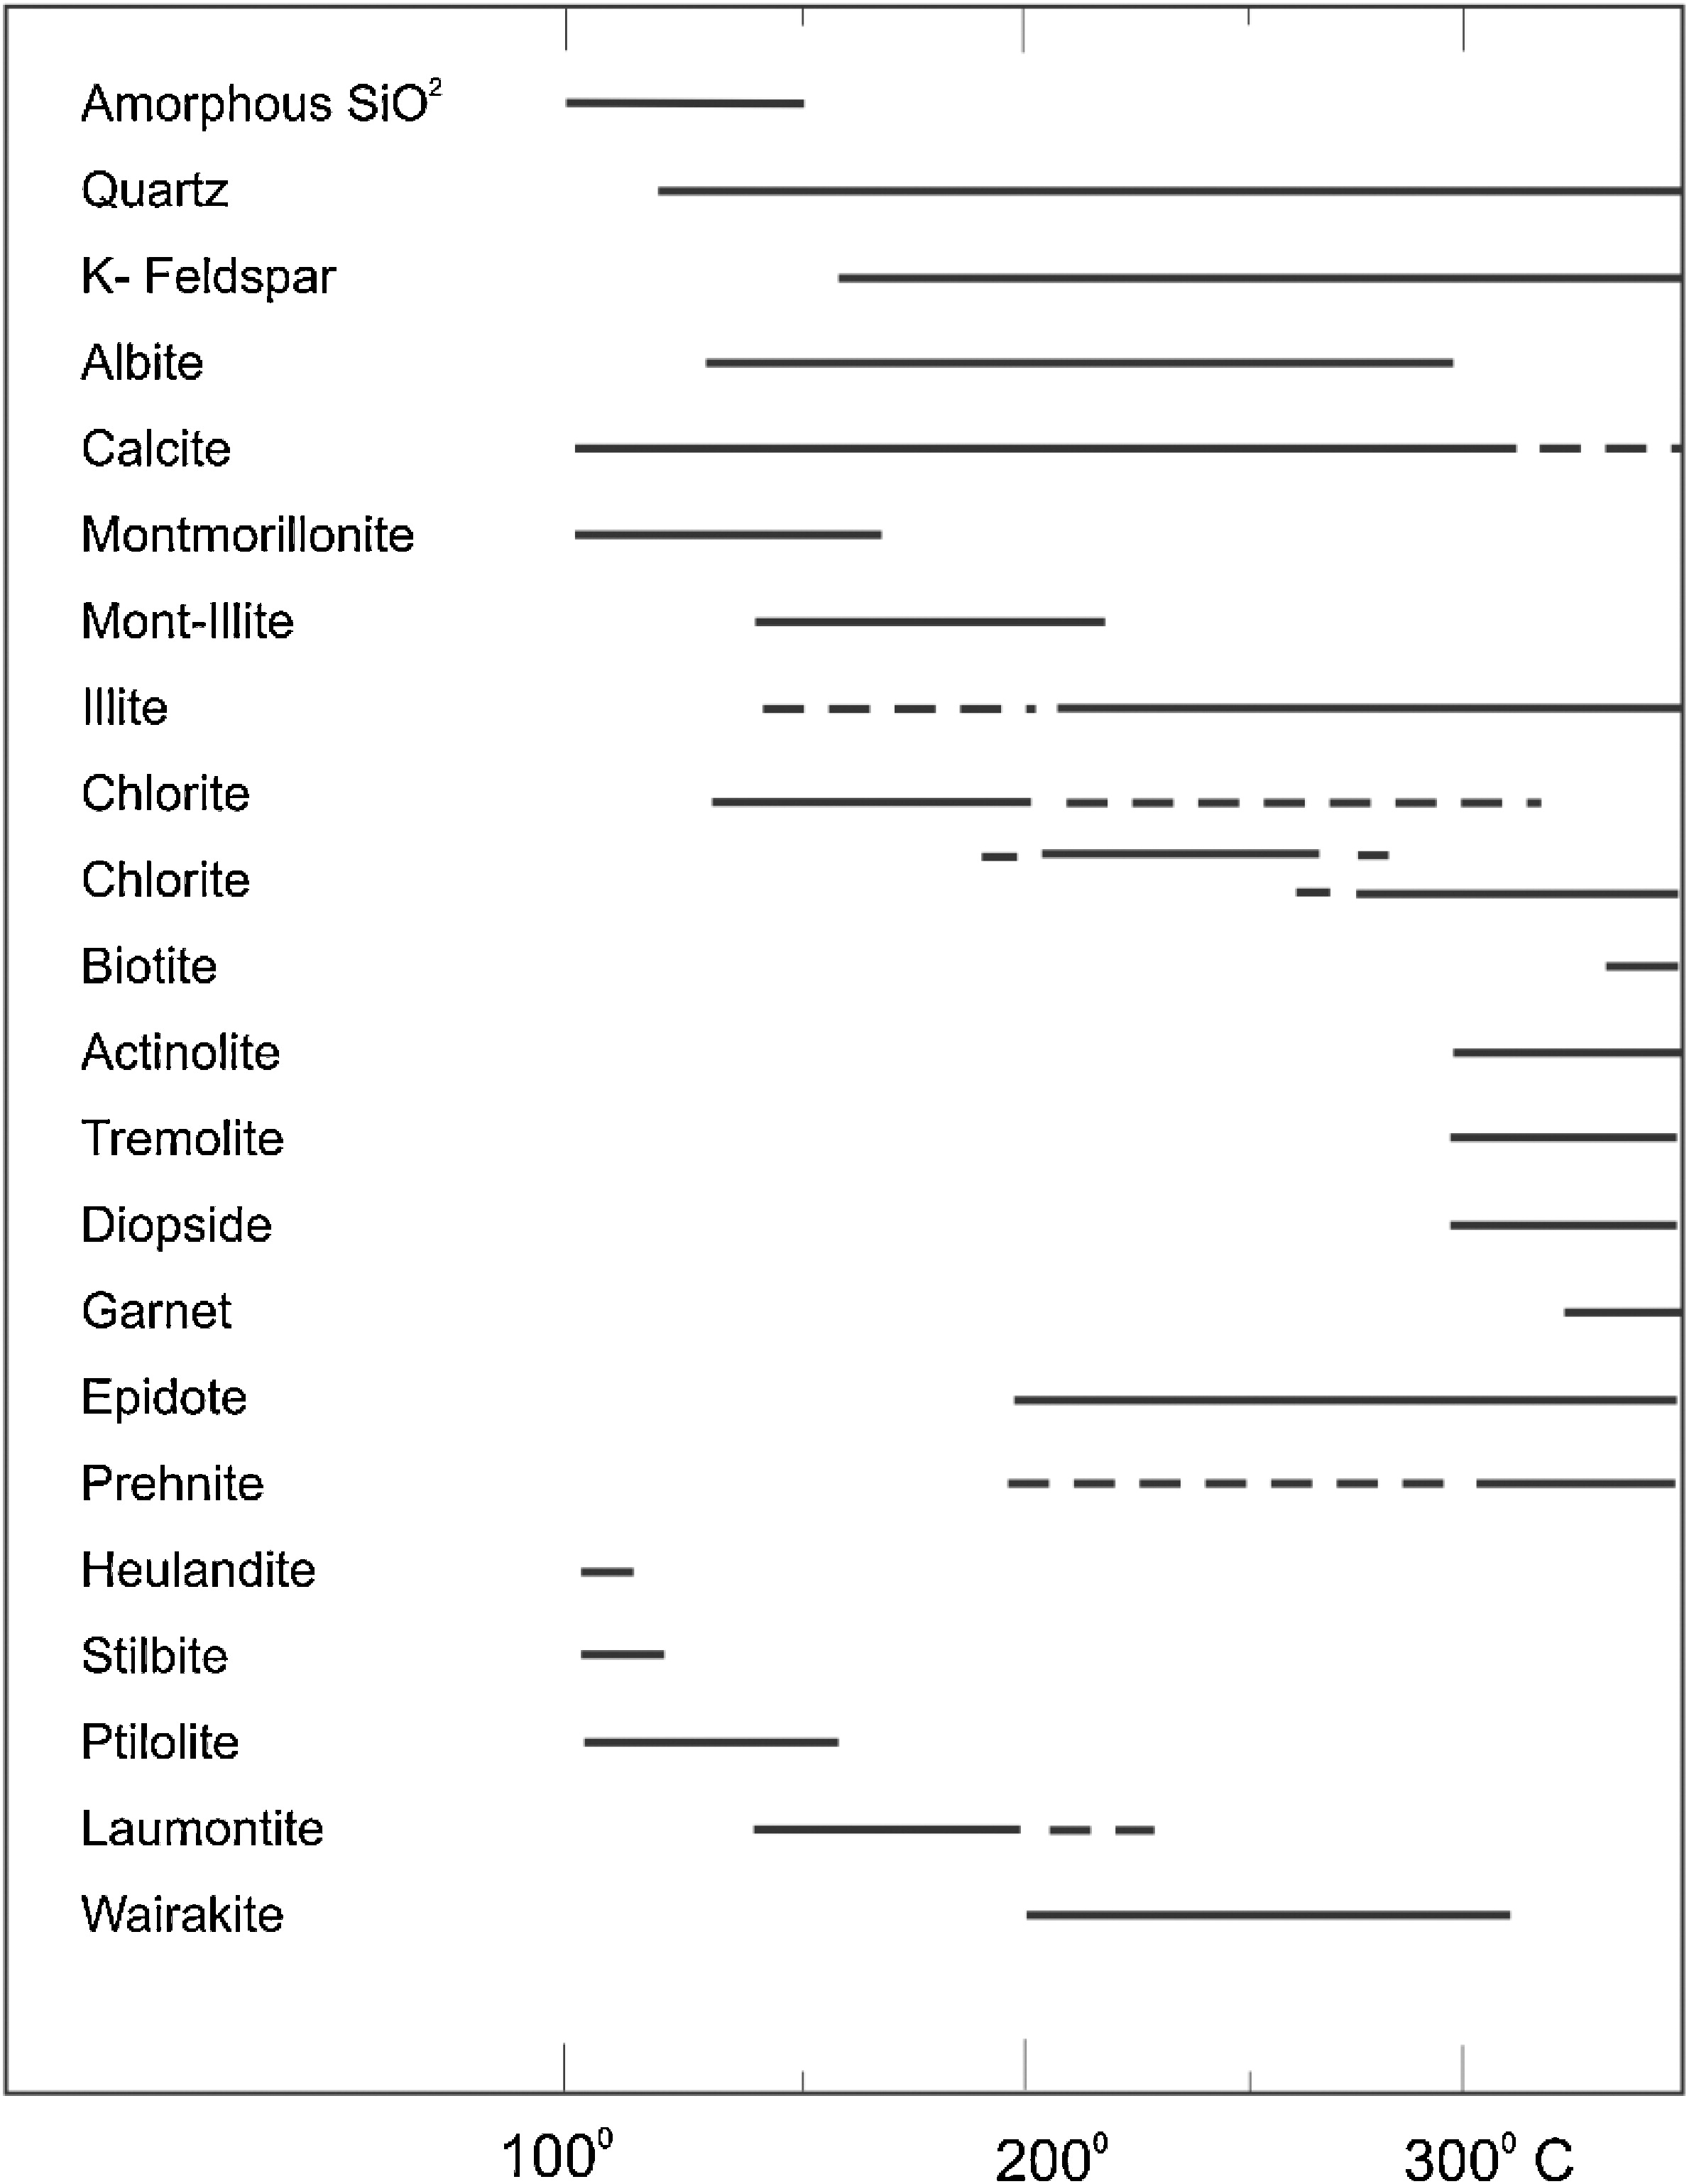 Amorphous SiO²
Quartz
K- Feldspar
Albite
Calcite
Montmorillonite
Mont-Illite
Illite
Chlorite
Chlorite
Biotite
Actinolite
Tremolite
Diopside
Garnet
Epidote
Prehnite
Heulandite
Stilbite
Ptilolite
Laumontite
Wairakite
100⁰ 200⁰ 300⁰ C